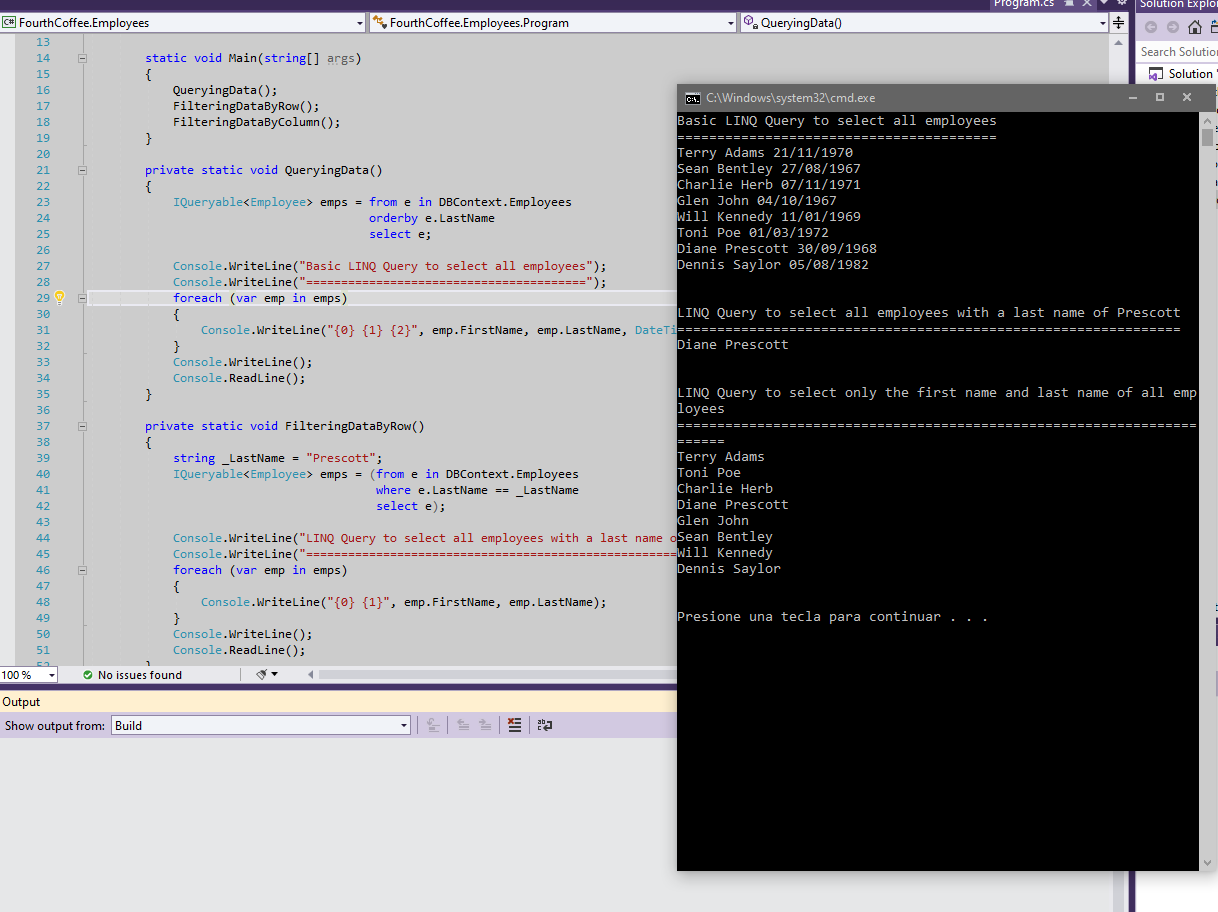 Program.cs
Solution Explo
FourthCoffee.Employees
FourthCoffee.Employees.Program
QueryingData()
Search Solution
Solution '
13
14 static void Main(string[] args)
15 {
16 QueryingData();
17 FilteringDataByRow();
18 FilteringDataByColumn();
19 }
20
21 private static void QueryingData()
22 {
23 IQueryable<Employee> emps = from e in DBContext.Employees
24 orderby e.LastName
25 select e;
26
27 Console.WriteLine("Basic LINQ Query to select all employees");
28 Console.WriteLine("========================================");
29 foreach (var emp in emps)
30 {
31 Console.WriteLine("{0} {1} {2}", emp.FirstName, emp.LastName, DateTi
32 }
33 Console.WriteLine();
34 Console.ReadLine();
35 }
36
37 private static void FilteringDataByRow()
38 {
39 string _LastName = "Prescott";
40 IQueryable<Employee> emps = (from e in DBContext.Employees
41 where e.LastName == _LastName
42 select e);
43
44 Console.WriteLine("LINQ Query to select all employees with a last name o
45 Console.WriteLine("=====================================================
46 foreach (var emp in emps)
47 {
48 Console.WriteLine("{0} {1}", emp.FirstName, emp.LastName);
49 }
50 Console.WriteLine();
51 Console.ReadLine();
52 }
100 %
No issues found
Output
Show output from:
Build
C:\Windows\system32\cmd.exe
Basic LINQ Query to select all employees
========================================
Terry Adams 21/11/1970
Sean Bentley 27/08/1967
Charlie Herb 07/11/1971
Glen John 04/10/1967
Will Kennedy 11/01/1969
Toni Poe 01/03/1972
Diane Prescott 30/09/1968
Dennis Saylor 05/08/1982
LINQ Query to select all employees with a last name of Prescott
===============================================================
Diane Prescott
LINQ Query to select only the first name and last name of all emp
loyees
=================================================================
======
Terry Adams
Toni Poe
Charlie Herb
Diane Prescott
Glen John
Sean Bentley
Will Kennedy
Dennis Saylor
Presione una tecla para continuar . . .